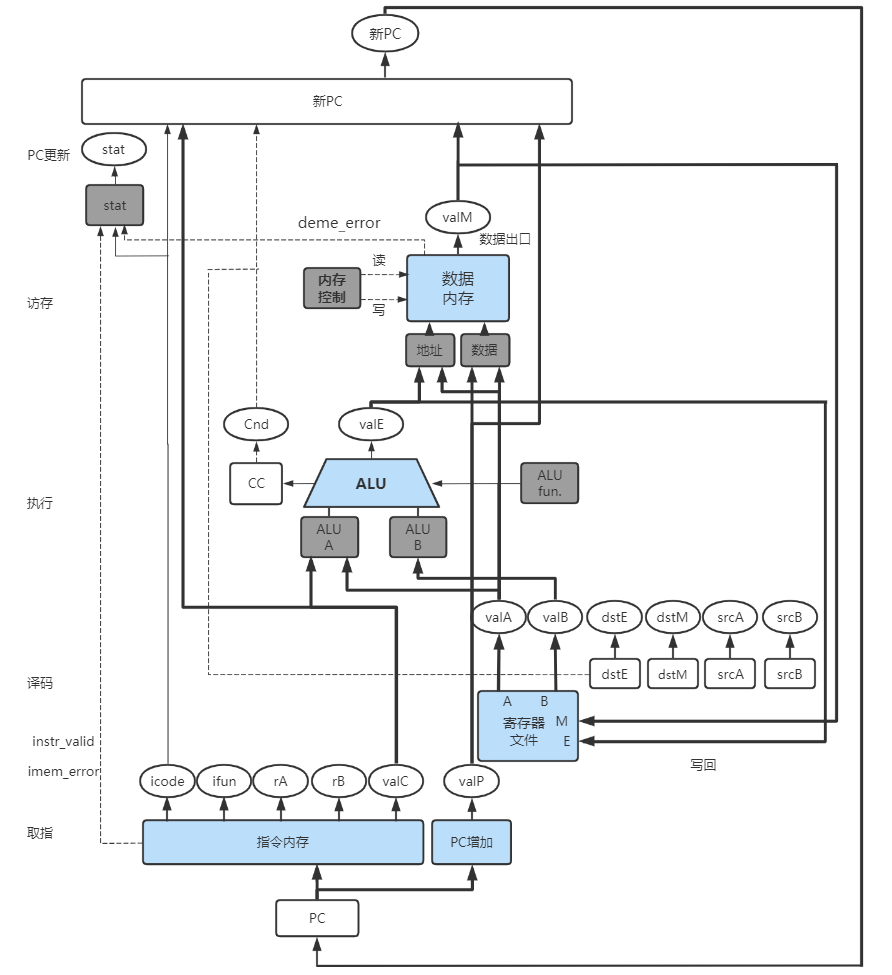 新PC
新PC
PC更新
stat
stat
valM
deme_error
数据出口
读
内存
控制
写
数据
内存
访存
地址
数据
Cnd
valE
CC
ALU
ALU
fun.
执行
ALU
A
ALU
B
valA
valB
dstE
dstM
srcA
srcB
dstE
dstM
srcA
srcB
译码
A
B
寄存器
文件
M
E
instr_valid
写回
imem_error
icode
ifun
rA
rB
valC
valP
取指
指令内存
PC增加
PC